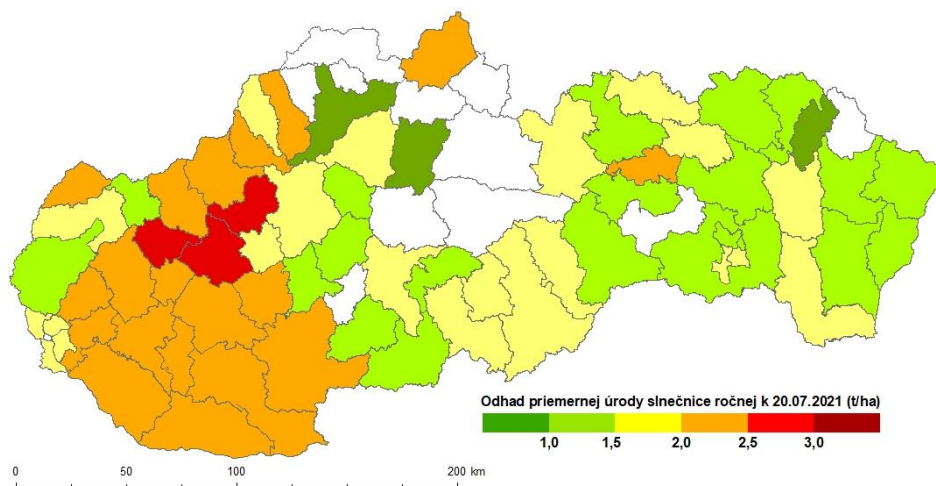 Odhad priemernej úrody slnečnice ročnej k 20.07.2021 (t/ha)
1,0 1,5 2,0 2,5 3,0
0 50 100 200 km